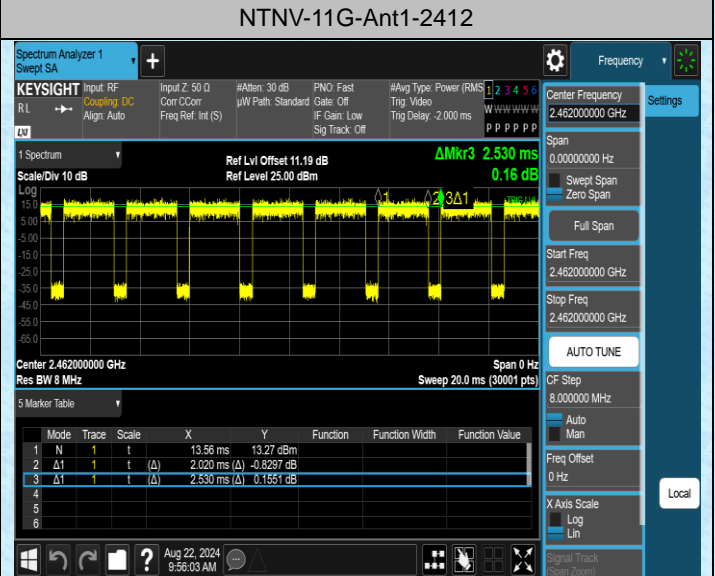 NTNV-11G-Ant1-2412
Spectrum Analyzer 1
Swept SA
+
Frequency
KEYSIGHT
RL
LXI
Input: RF
Coupling: DC
Align: Auto
Input Z: 50 Ω
Corr CCorr
Freq Ref: Int (S)
#Atten: 30 dB
µW Path: Standard
PNO: Fast
Gate: Off
IF Gain: Low
Sig Track: Off
#Avg Type: Power (RMS
Trig: Video
Trig Delay: -2.000 ms
1 2 3 4 5 6
W W W W W W
P P P P P P
1 Spectrum
Scale/Div 10 dB
Log
Ref Lvl Offset 11.19 dB
Ref Level 25.00 dBm
ΔMkr3 2.530 ms
0.16 dB
15.0
5.00
-5.00
-15.0
-25.0
-35.0
-45.0
-55.0
-65.0
1
2
3Δ1
Center 2.462000000 GHz
Res BW 8 MHz
Span 0 Hz
Sweep 20.0 ms (30001 pts)
5 Marker Table
Mode Trace Scale X Y Function Function Width Function Value
1 N 1 t 13.56 ms 13.27 dBm
2 Δ1 1 t (Δ) 2.020 ms (Δ) -0.8297 dB
3 Δ1 1 t (Δ) 2.530 ms (Δ) 0.1551 dB
4
5
6
Aug 22, 2024
9:56:03 AM
?
Center Frequency
2.462000000 GHz
Settings
Span
0.00000000 Hz
Swept Span
Zero Span
Full Span
Start Freq
2.462000000 GHz
Stop Freq
2.462000000 GHz
AUTO TUNE
CF Step
8.000000 MHz
Auto
Man
Freq Offset
0 Hz
X Axis Scale
Log
Lin
Local
Signal Track
(Span Zoom)